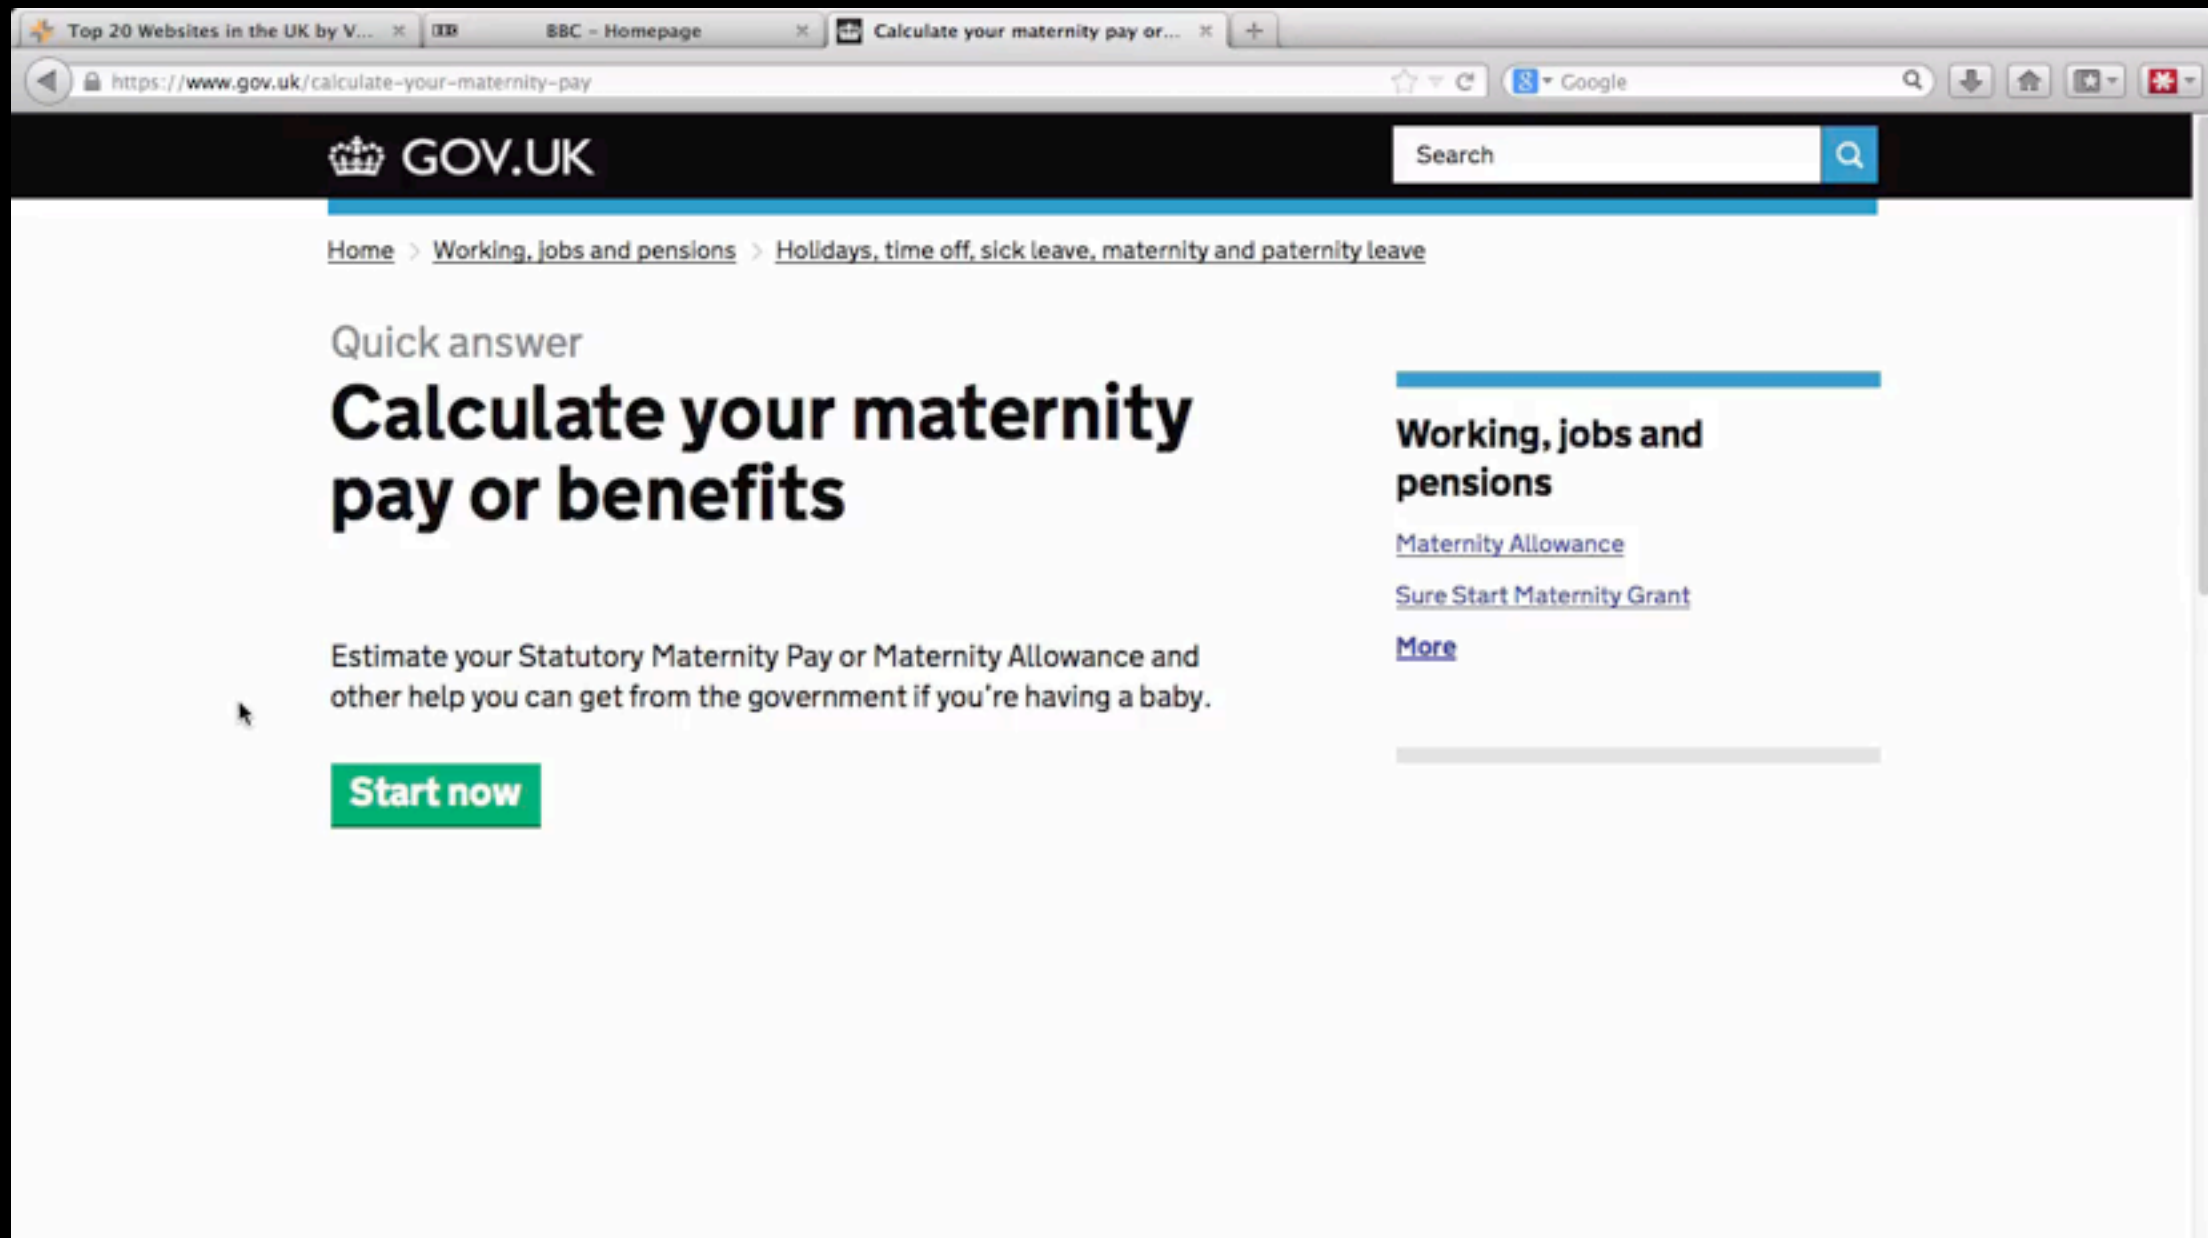 Top 20 Websites in the UK by V...
BBC - Homepage
Calculate your maternity pay or...
https://www.gov.uk/calculate-your-maternity-pay
Google
GOV.UK
Search
Home > Working, jobs and pensions > Holidays, time off, sick leave, maternity and paternity leave
Quick answer
Calculate your maternity
pay or benefits
Estimate your Statutory Maternity Pay or Maternity Allowance and
other help you can get from the government if you're having a baby.
Start now
Working, jobs and
pensions
Maternity Allowance
Sure Start Maternity Grant
More